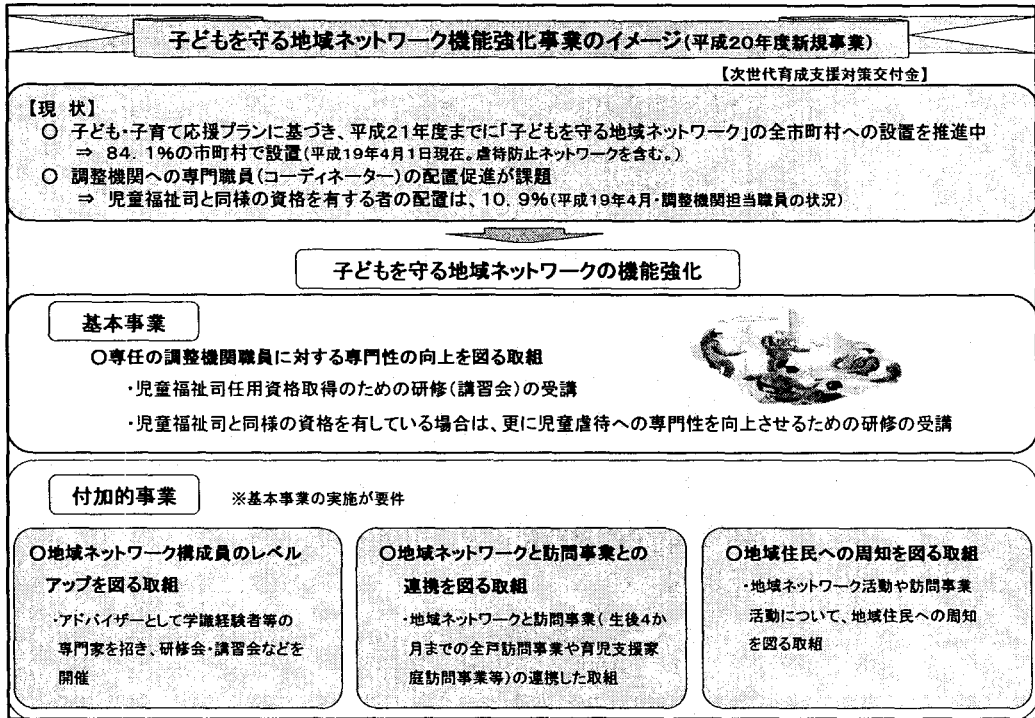 子どもを守る地域ネットワーク機能強化事業のイメージ(平成20年度新規事業)
【次世代育成支援対策交付金】
【現 状】
○ 子ども・子育て応援プランに基づき、平成21年度までに「子どもを守る地域ネットワーク」の全市町村への設置を推進中
⇒ 84.1%の市町村で設置(平成19年4月1日現在。虐待防止ネットワークを含む。)
○ 調整機関への専門職員(コーディネーター)の配置促進が課題
⇒ 児童福祉司と同様の資格を有する者の配置は、10.9%(平成19年4月・調整機関担当職員の状況)
子どもを守る地域ネットワークの機能強化
基本事業
○専任の調整機関職員に対する専門性の向上を図る取組
・児童福祉司任用資格取得のための研修(講習会)の受講
・児童福祉司と同様の資格を有している場合は、更に児童虐待への専門性を向上させるための研修の受講
付加的事業 ※基本事業の実施が要件
○地域ネットワーク構成員のレベル
アップを図る取組
・アドバイザーとして学識経験者等の
専門家を招き、研修会・講習会などを
開催
○地域ネットワークと訪問事業との
連携を図る取組
・地域ネットワークと訪問事業(生後4か
月までの全戸訪問事業や育児支援家
庭訪問事業等)の連携した取組
○地域住民への周知を図る取組
・地域ネットワーク活動や訪問事業
活動について、地域住民への周知
を図る取組